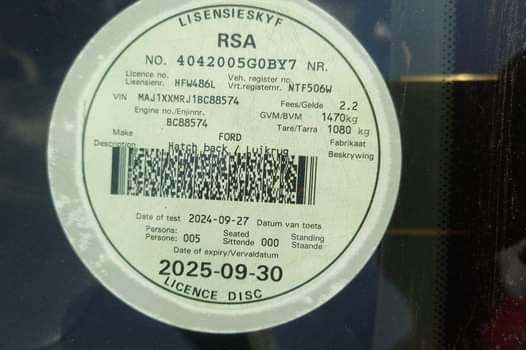 LISENSIESKYF
RSA
NO. 4042005G0BY7 NR.
Licence no. Veh. register no.
Lisensienr. HFW486L Vrt.registernr. NTF506W
VIN MAJ1XXMRJ1BC88574 Fees/Gelde 2.2
Engine no./Enjinnr. GVM/BVM 1470kg
BC88574 Tare/Tarra 1080 kg
Make FORD Fabrikaat
Description Hatch back / Luikrug Beskrywing
Date of test 2024-09-27 Datum van toets
Persons: Seated Standing
Persone: 005 Sittende 000 Staande
Date of expiry/Vervaldatum
2025-09-30
LICENCE DISC